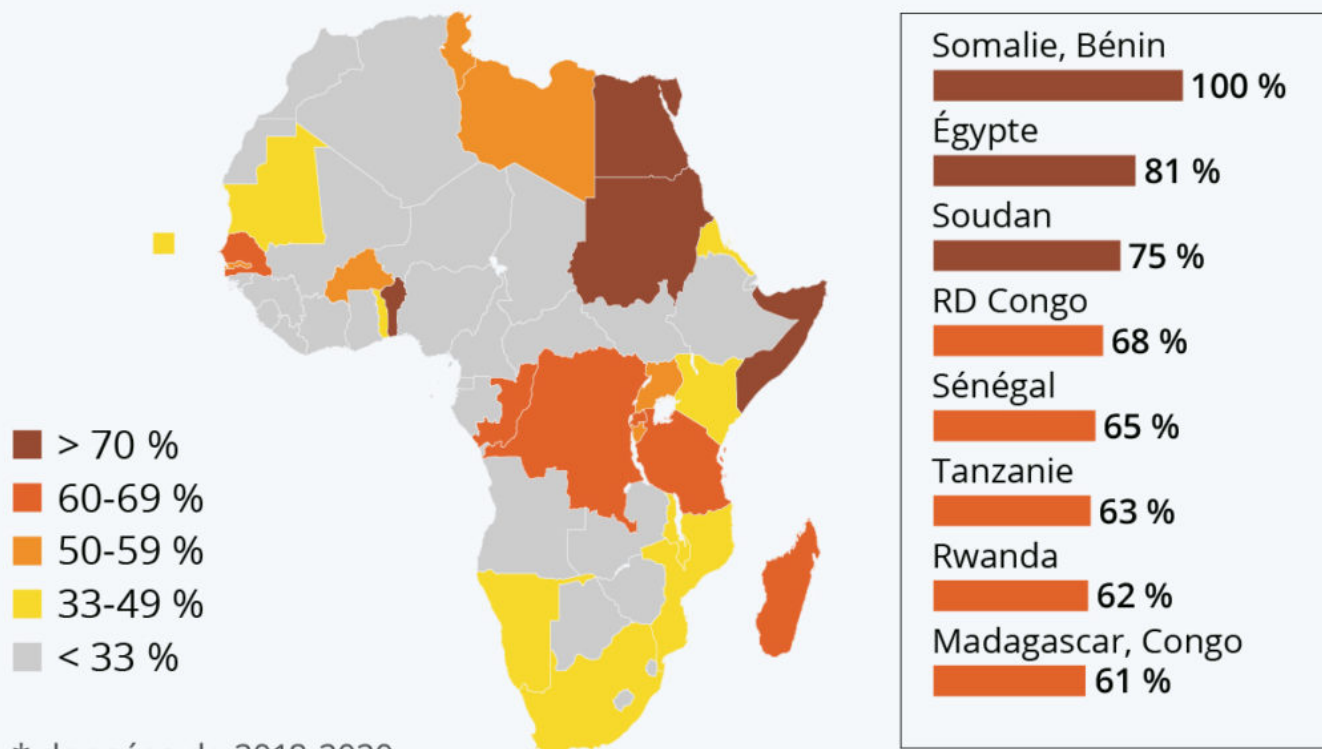 > 70 %
60-69 %
50-59 %
33-49 %
< 33 %
Somalie, Bénin
100 %
Égypte
81 %
Soudan
75 %
RD Congo
68 %
Sénégal
65 %
Tanzanie
63 %
Rwanda
62 %
Madagascar, Congo
61 %